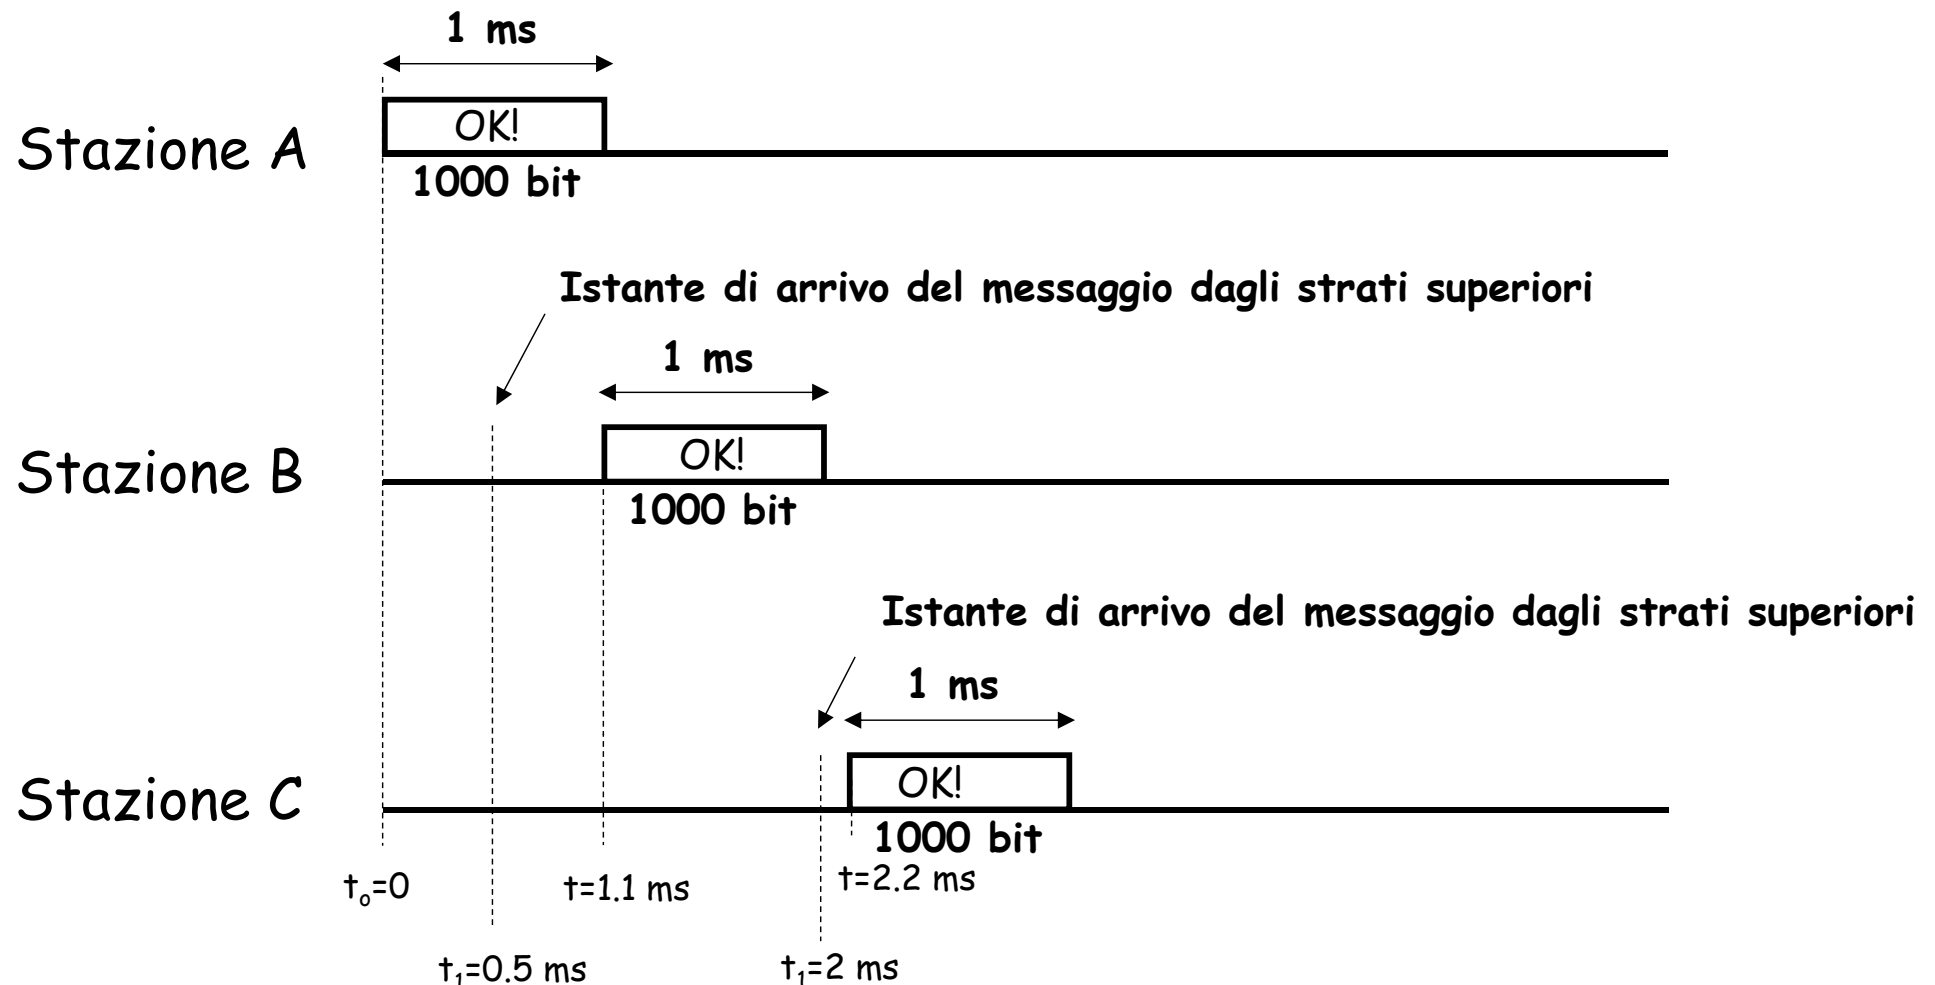 1 ms
OK!
Stazione A
1000 bit
Istante di arrivo del messaggio dagli strati superiori
1 ms
OK!
Stazione B
1000 bit
Istante di arrivo del messaggio dagli strati superiori
1 ms
OK!
Stazione C
1000 bit
t=2.2 ms
t₀=0
t=1.1 ms
t₁=0.5 ms
t₁=2 ms